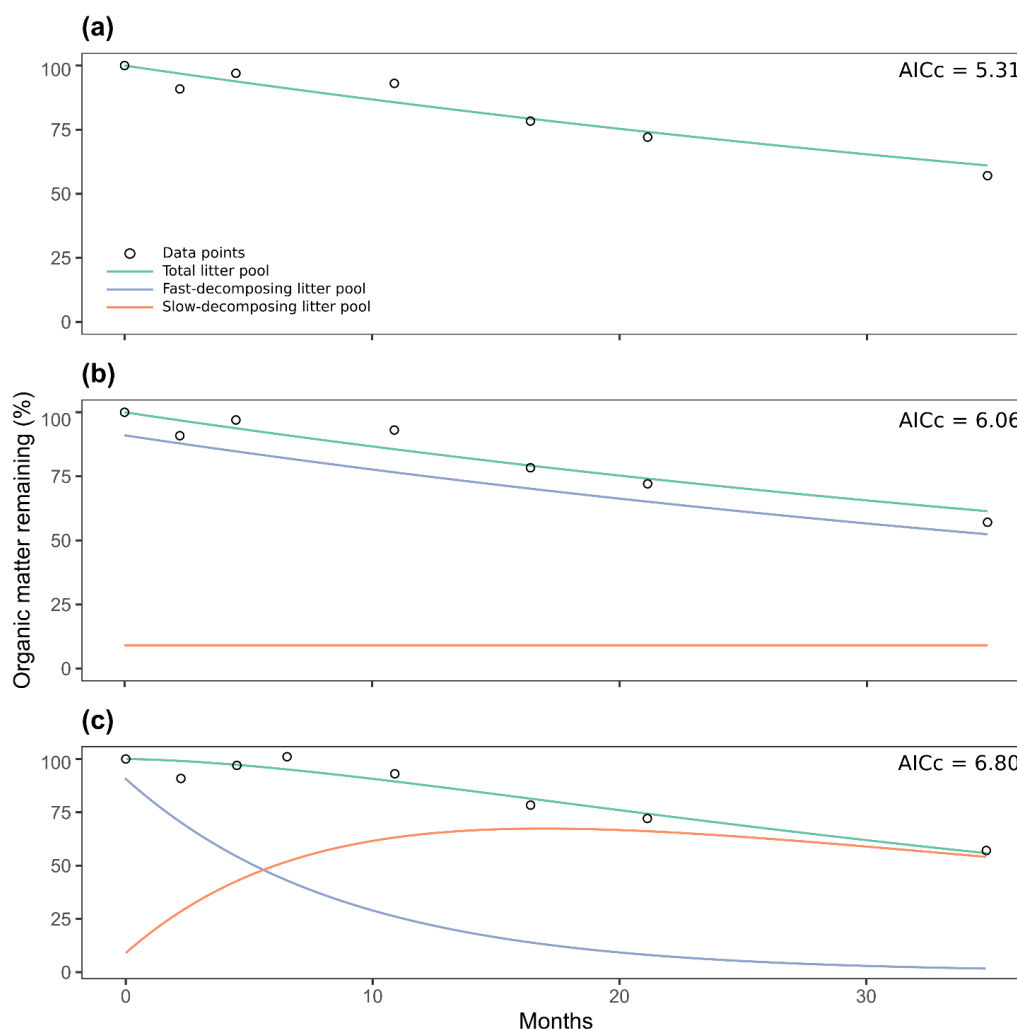 (a)
AICc = 5.31
100
75
50
25
0
Data points
Total litter pool
Fast-decomposing litter pool
Slow-decomposing litter pool
(b)
AICc = 6.06
100
75
50
25
0
Organic matter remaining (%)
(c)
AICc = 6.80
100
75
50
25
0
0 10 20 30
Months